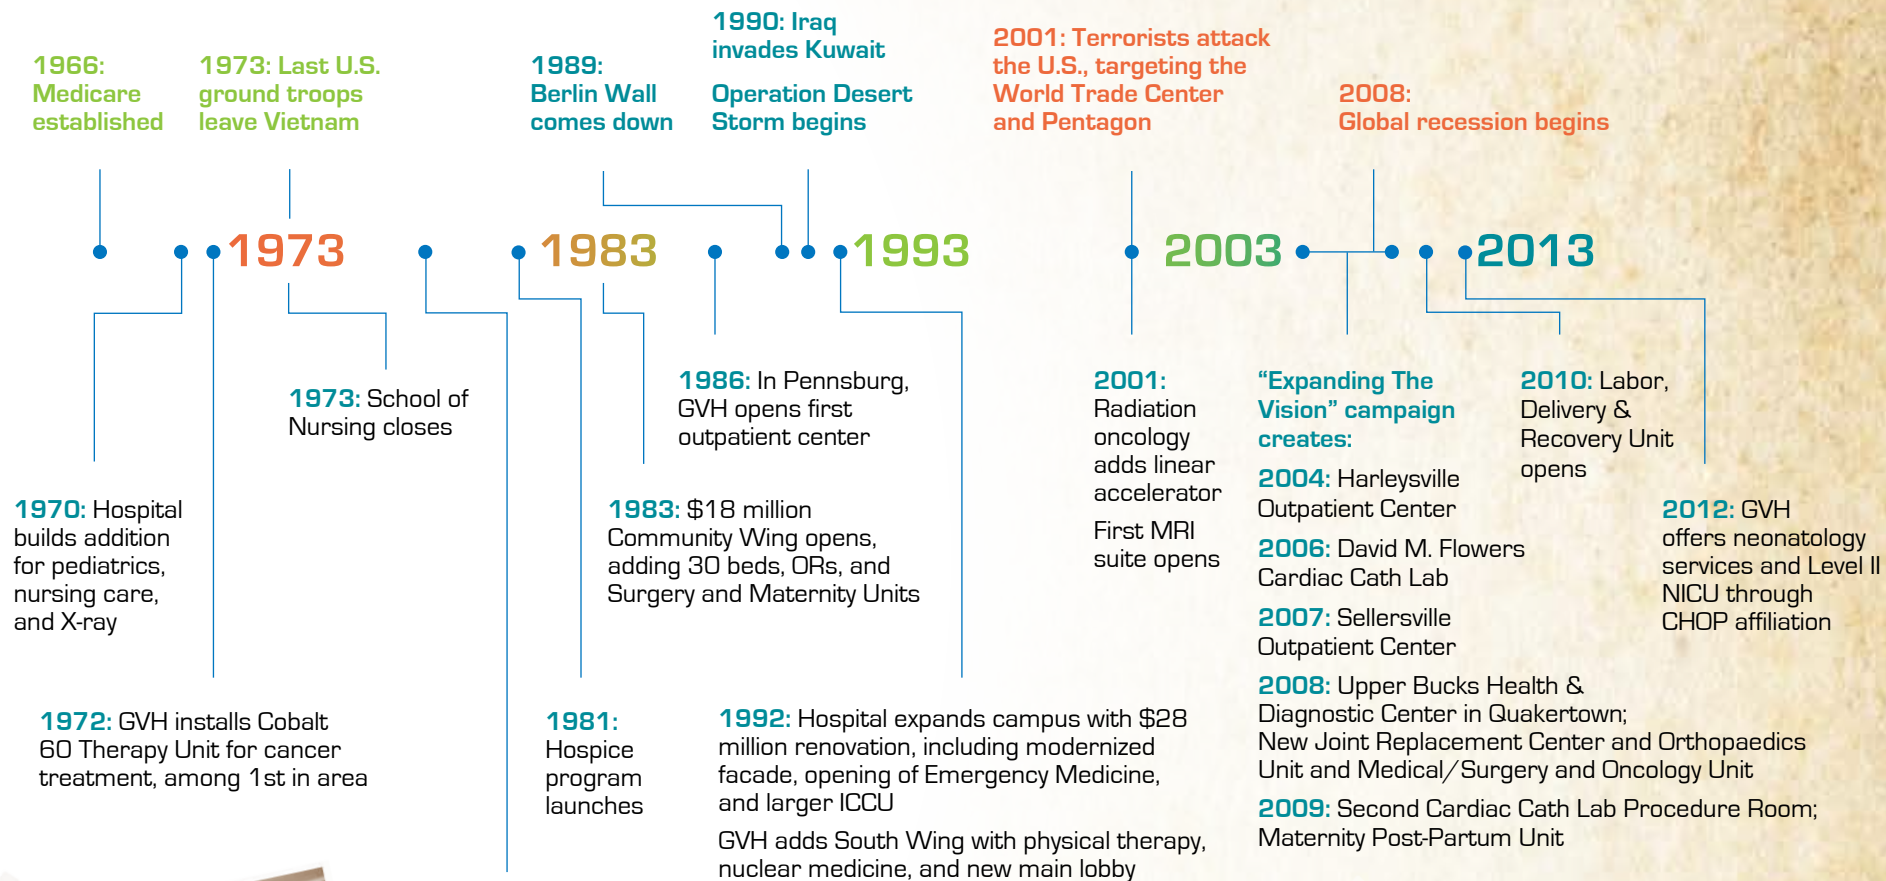 1966:
Medicare
established
1973: Last U.S.
ground troops
leave Vietnam
1989:
Berlin Wall
comes down
1990: Iraq
invades Kuwait
Operation Desert
Storm begins
2001: Terrorists attack
the U.S., targeting the
World Trade Center
and Pentagon
2008:
Global recession begins
1973
1983
1993
2003
2013
1970: Hospital
builds addition
for pediatrics,
nursing care,
and X-ray
1972: GVH installs Cobalt
60 Therapy Unit for cancer
treatment, among 1st in area
1973: School of
Nursing closes
1981:
Hospice
program
launches
1983: $18 million
Community Wing opens,
adding 30 beds, ORs, and
Surgery and Maternity Units
1986: In Pennsburg,
GVH opens first
outpatient center
1992: Hospital expands campus with $28
million renovation, including modernized
facade, opening of Emergency Medicine,
and larger ICCU
GVH adds South Wing with physical therapy,
nuclear medicine, and new main lobby
2001:
Radiation
oncology
adds linear
accelerator
First MRI
suite opens
“Expanding The
Vision” campaign
creates:
2004: Harleysville
Outpatient Center
2006: David M. Flowers
Cardiac Cath Lab
2007: Sellersville
Outpatient Center
2008: Upper Bucks Health &
Diagnostic Center in Quakertown;
New Joint Replacement Center and Orthopaedics
Unit and Medical/Surgery and Oncology Unit
2009: Second Cardiac Cath Lab Procedure Room;
Maternity Post-Partum Unit
2010: Labor,
Delivery &
Recovery Unit
opens
2012: GVH
offers neonatology
services and Level II
NICU through
CHOP affiliation